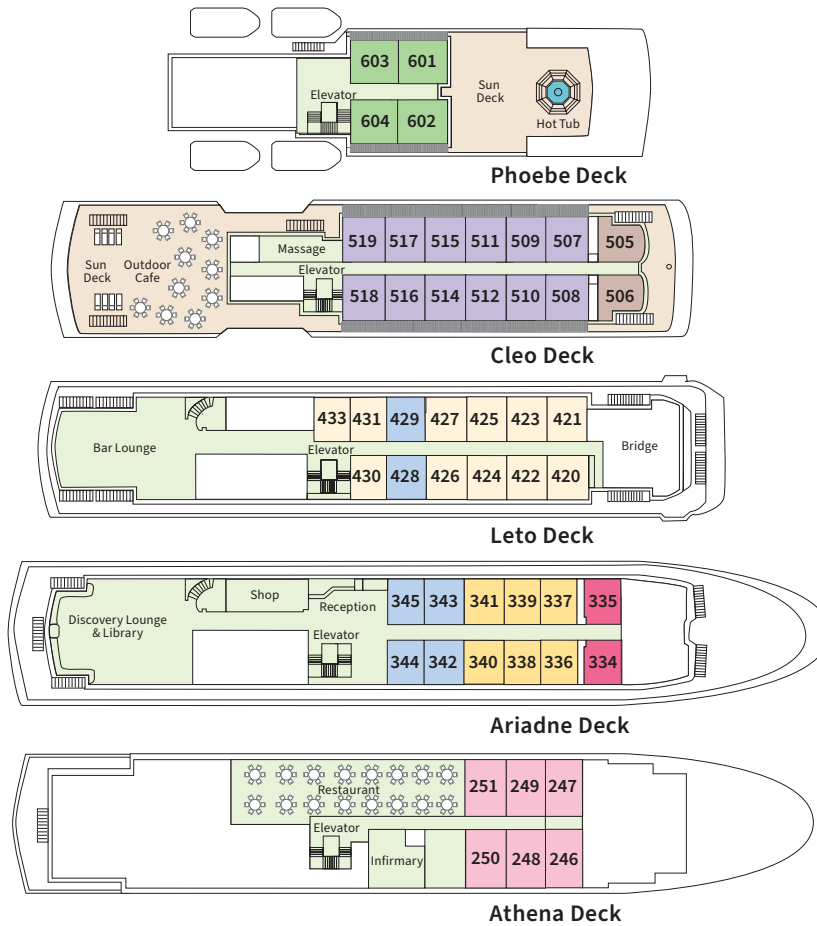 603 601
Elevator
Sun
Deck
604 602
Hot Tub
Phoebe Deck
519 517 515 511 509 507 505
Massage
Sun
Deck
Outdoor
Cafe
Elevator
518 516 514 512 510 508 506
Cleo Deck
433 431 429 427 425 423 421
Bar Lounge
Elevator
Bridge
430 428 426 424 422 420
Leto Deck
345 343 341 339 337 335
Shop
Reception
Discovery Lounge
& Library
Elevator
344 342 340 338 336 334
Ariadne Deck
251 249 247
Restaurant
Elevator
Infirmary
250 248 246
Athena Deck